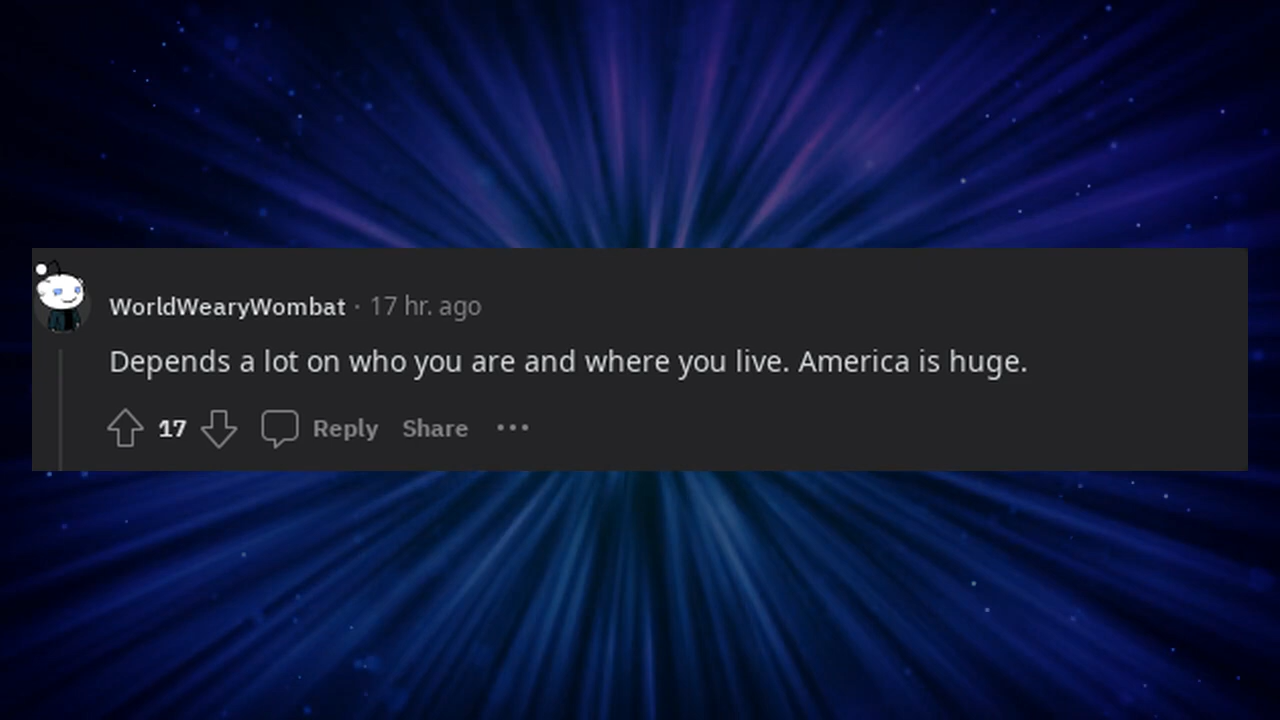 WorldWearyWombat · 17 hr. ago
Depends a lot on who you are and where you live. America is huge.
17 Reply Share ···